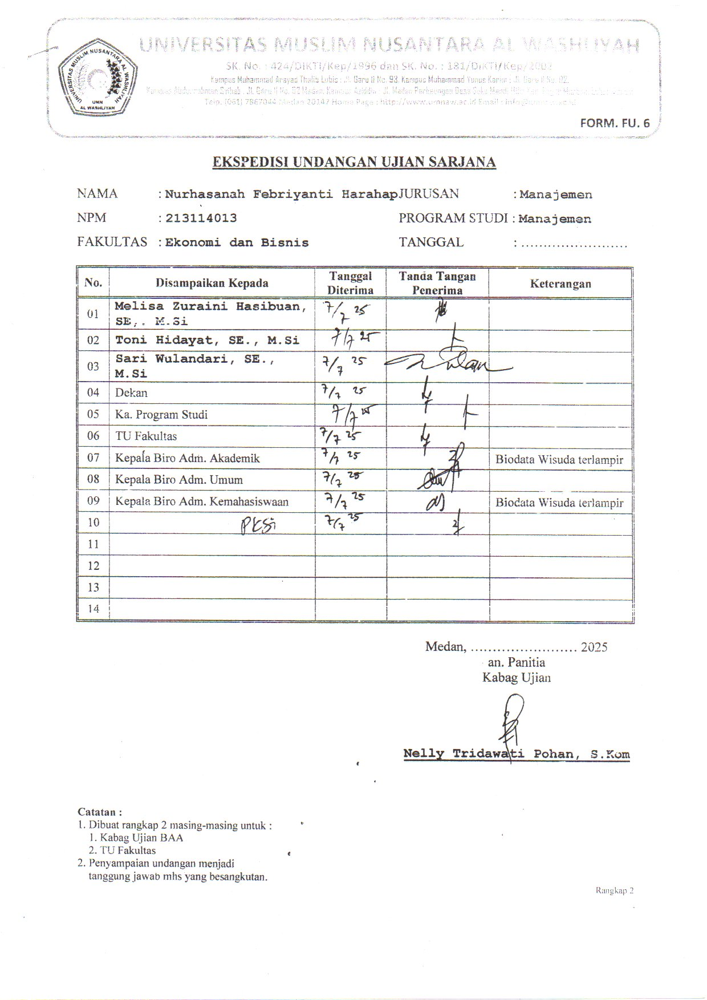 UNIVERSITAS MUSLIM NUSANTARA AL WASHLIYAH
SK. No. : 424/DIKTI/Kep/1996 dan SK. No. : 181/DIKTI/Kep/2002
Kampus Muhammad Arsyad Thalib Lubis : Jl. Garu II No. 93, Kampus Muhammad Yunus Karim : Jl. Garu II No. 02,
Kampus Abdurrahman Syihab : Jl. Garu II No. 52 Medan, Kampus Aziddin : Jl. Medan Perbaungan Desa Suka Mandi
Telp. (061) 7867044 Medan 20147 Home Page : http://www.umnaw.ac.id Email : info@umnaw.ac.id
UNIVERSITAS MUSLIM NUSANTARA AL WASHLIYAH
UMN
AL WASHLIYAH
FORM. FU. 6
EKSPEDISI UNDANGAN UJIAN SARJANA
NAMA : Nurhasanah Febriyanti Harahap JURUSAN : Manajemen
NPM : 213114013 PROGRAM STUDI : Manajemen
FAKULTAS : Ekonomi dan Bisnis TANGGAL : ........................
No. Disampaikan Kepada Tanggal Diterima Tanda Tangan Penerima Keterangan
01 Melisa Zuraini Hasibuan, 7/7 25
SE,. M.Si
02 Toni Hidayat, SE., M.Si 7/7 25
03 Sari Wulandari, SE., 7/7 25
M.Si
04 Dekan 7/7 25
05 Ka. Program Studi 7/7 25
06 TU Fakultas 7/7 25
07 Kepala Biro Adm. Akademik 7/7 25 Biodata Wisuda terlampir
08 Kepala Biro Adm. Umum 7/7 25
09 Kepala Biro Adm. Kemahasiswaan 7/7 25 Biodata Wisuda terlampir
10 PKSi 7/7 25
11
12
13
14
Medan, ........................ 2025
an. Panitia
Kabag Ujian
Nelly Tridawati Pohan, S.Kom
Catatan :
1. Dibuat rangkap 2 masing-masing untuk :
1. Kabag Ujian BAA
2. TU Fakultas
2. Penyampaian undangan menjadi
tanggung jawab mhs yang besangkutan.
Rangkap 2